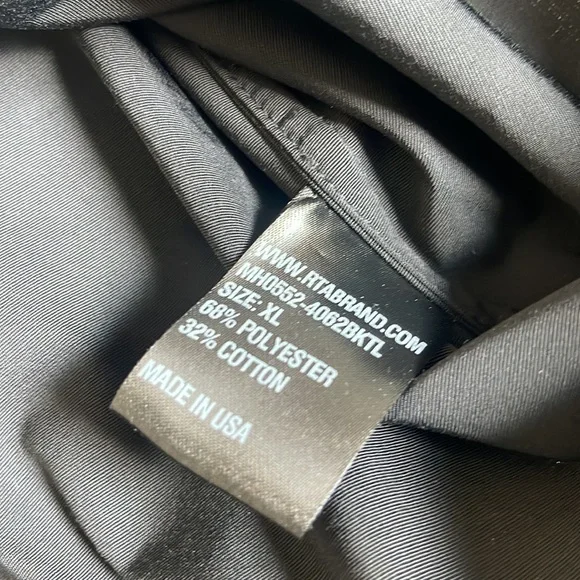 WWW.RTABRAND.COM
MH0552-4062BKTL
SIZE: XL
68% POLYESTER
32% COTTON
MADE IN USA